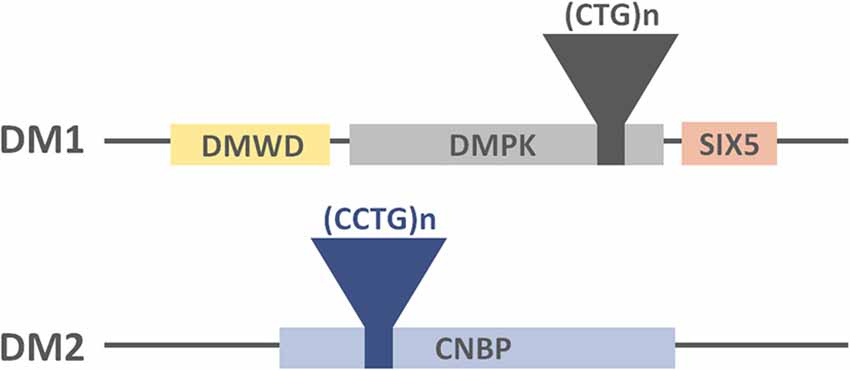 (CTG)n
DM1 DMWD DMPK SIX5
(CCTG)n
DM2 CNBP